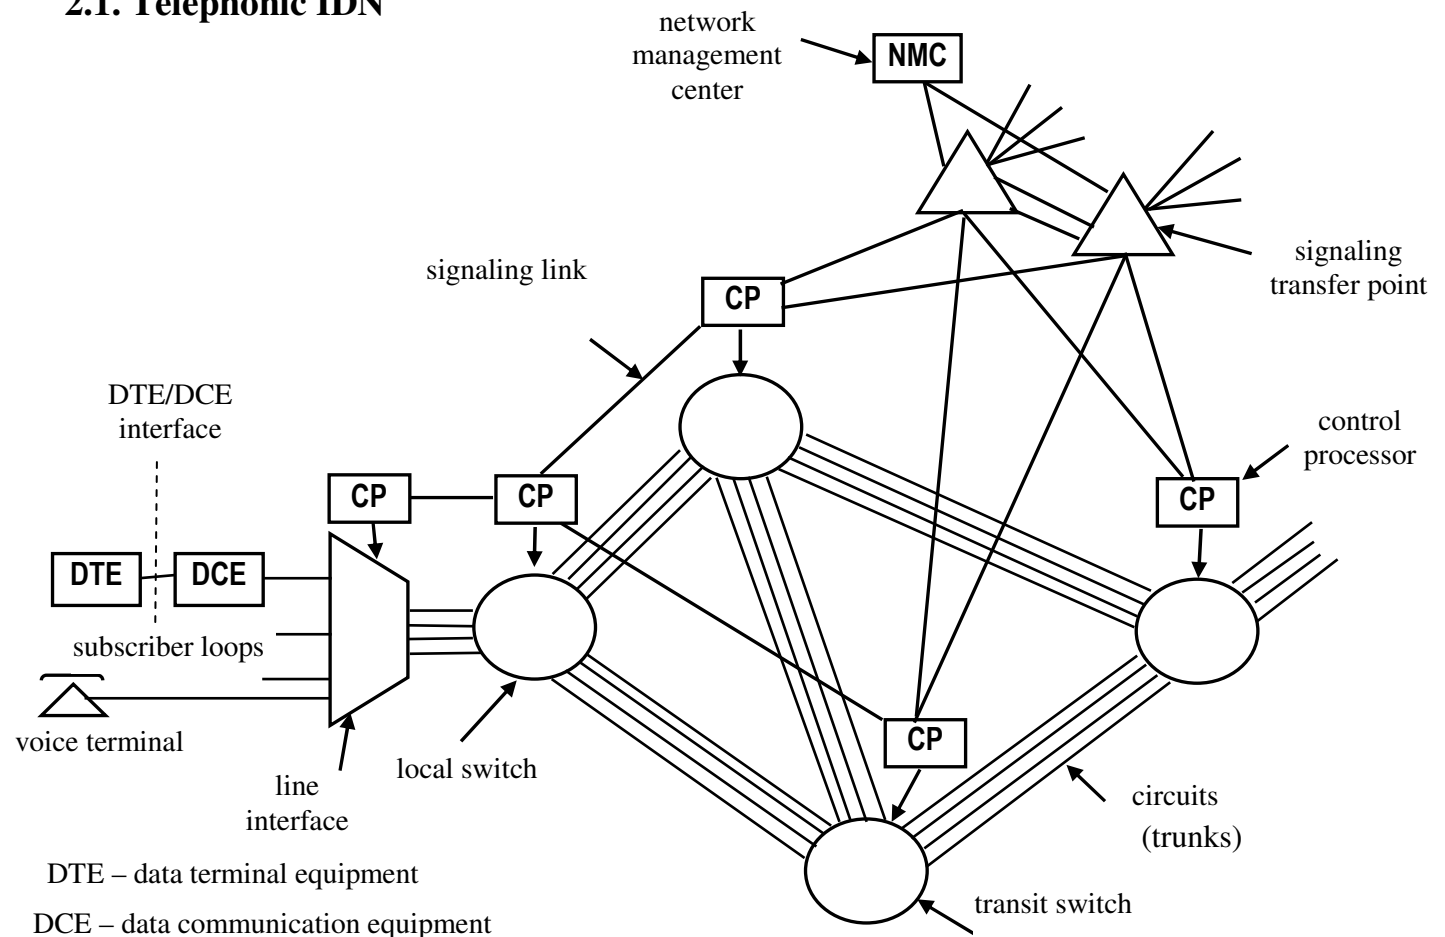 2.1. Telephonic IDN
network
management
center
NMC
signaling
transfer point
signaling link
CP
DTE/DCE
interface
control
processor
CP
CP
CP
DTE
DCE
subscriber loops
voice terminal
line
interface
local switch
CP
circuits
(trunks)
transit switch
DTE – data terminal equipment
DCE – data communication equipment